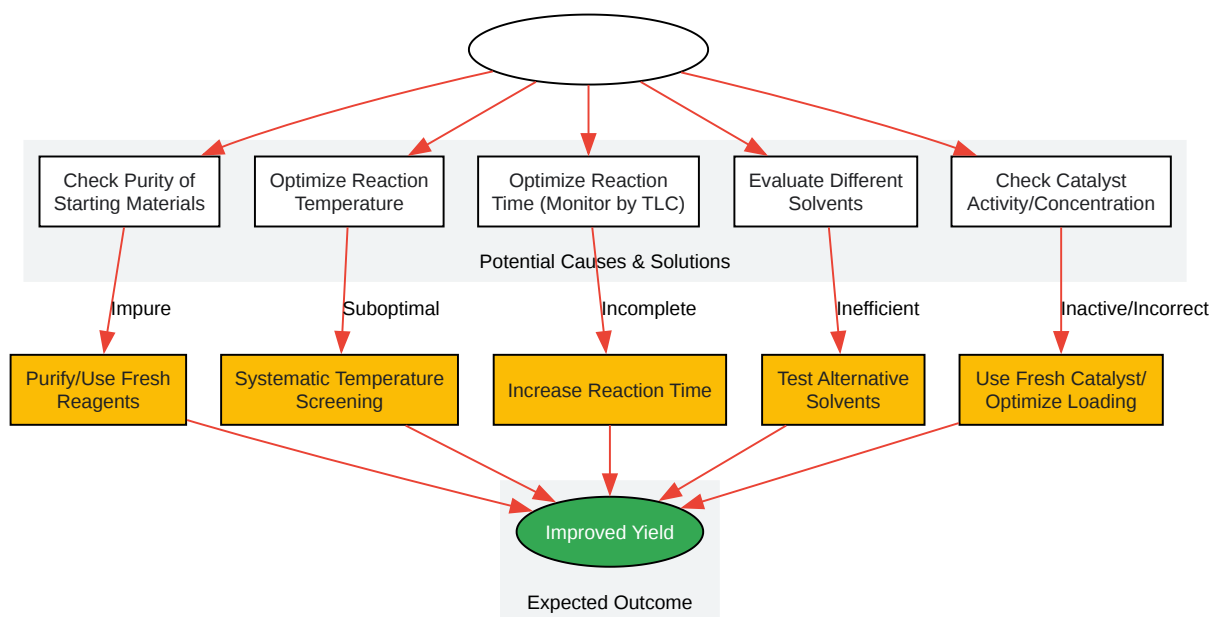 Check Purity of
Starting Materials
Optimize Reaction
Temperature
Optimize Reaction
Time (Monitor by TLC)
Evaluate Different
Solvents
Check Catalyst
Activity/Concentration
Potential Causes & Solutions
Impure
Suboptimal
Incomplete
Inefficient
Inactive/Incorrect
Purify/Use Fresh
Reagents
Systematic Temperature
Screening
Increase Reaction Time
Test Alternative
Solvents
Use Fresh Catalyst/
Optimize Loading
Improved Yield
Expected Outcome